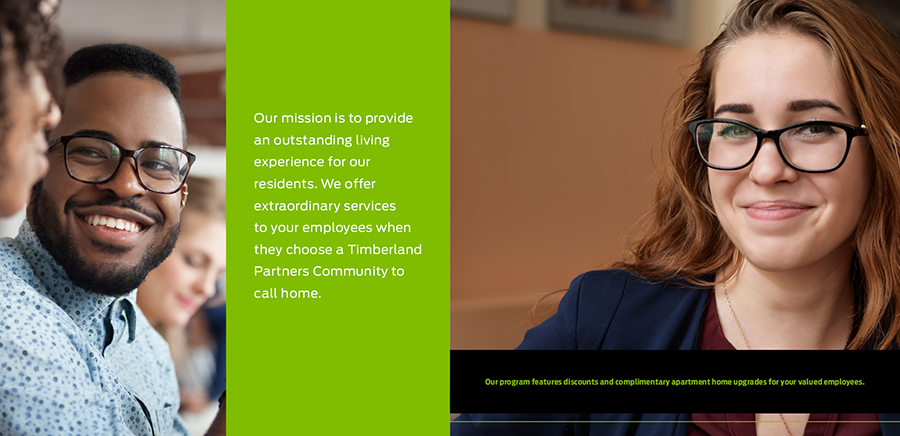 Our mission is to provide
an outstanding living
experience for our
residents. We offer
extraordinary services
to your employees when
they choose a Timberland
Partners Community to
call home.
Our program features discounts and complimentary apartment home upgrades for your valued employees.